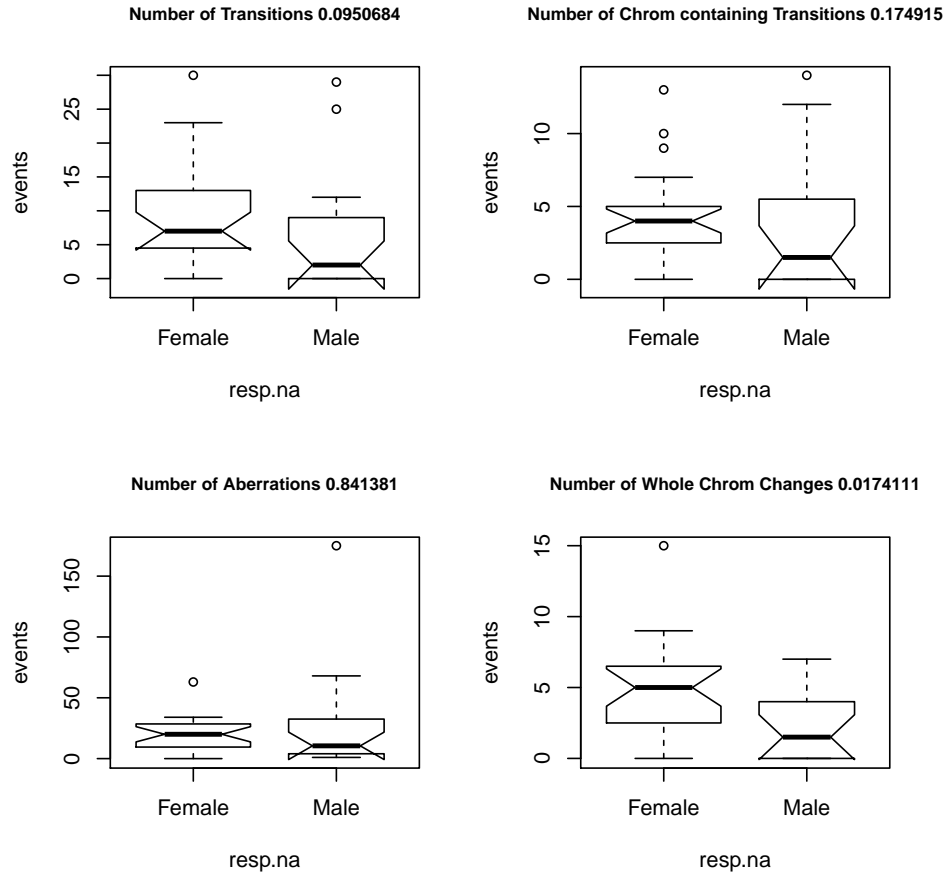 Number of Transitions 0.0950684
events
0
5
15
25
Female
Male
resp.na
Number of Chrom containing Transitions 0.174915
events
0
5
10
Female
Male
resp.na
Number of Aberrations 0.841381
events
0
50
100
150
Female
Male
resp.na
Number of Whole Chrom Changes 0.0174111
events
0
5
10
15
Female
Male
resp.na